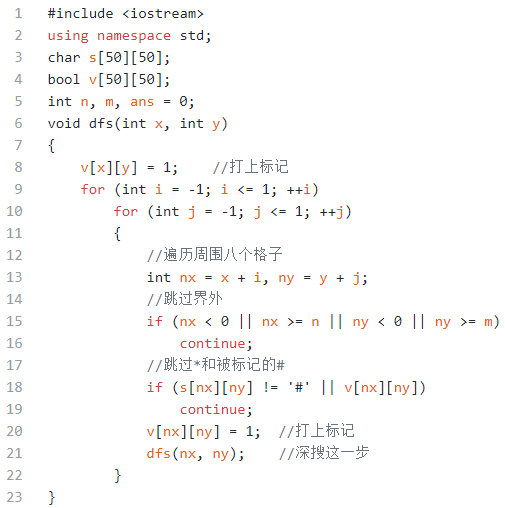 1 #include <iostream>
2 using namespace std;
3 char s[50][50];
4 bool v[50][50];
5 int n, m, ans = 0;
6 void dfs(int x, int y)
7 {
8     v[x][y] = 1;    //打上标记
9     for (int i = -1; i <= 1; ++i)
10         for (int j = -1; j <= 1; ++j)
11         {
12             //遍历周围八个格子
13             int nx = x + i, ny = y + j;
14             //跳过界外
15             if (nx < 0 || nx >= n || ny < 0 || ny >= m)
16                 continue;
17             //跳过*和被标记的#
18             if (s[nx][ny] != '#' || v[nx][ny])
19                 continue;
20             v[nx][ny] = 1;  //打上标记
21             dfs(nx, ny);    //深搜这一步
22         }
23 }